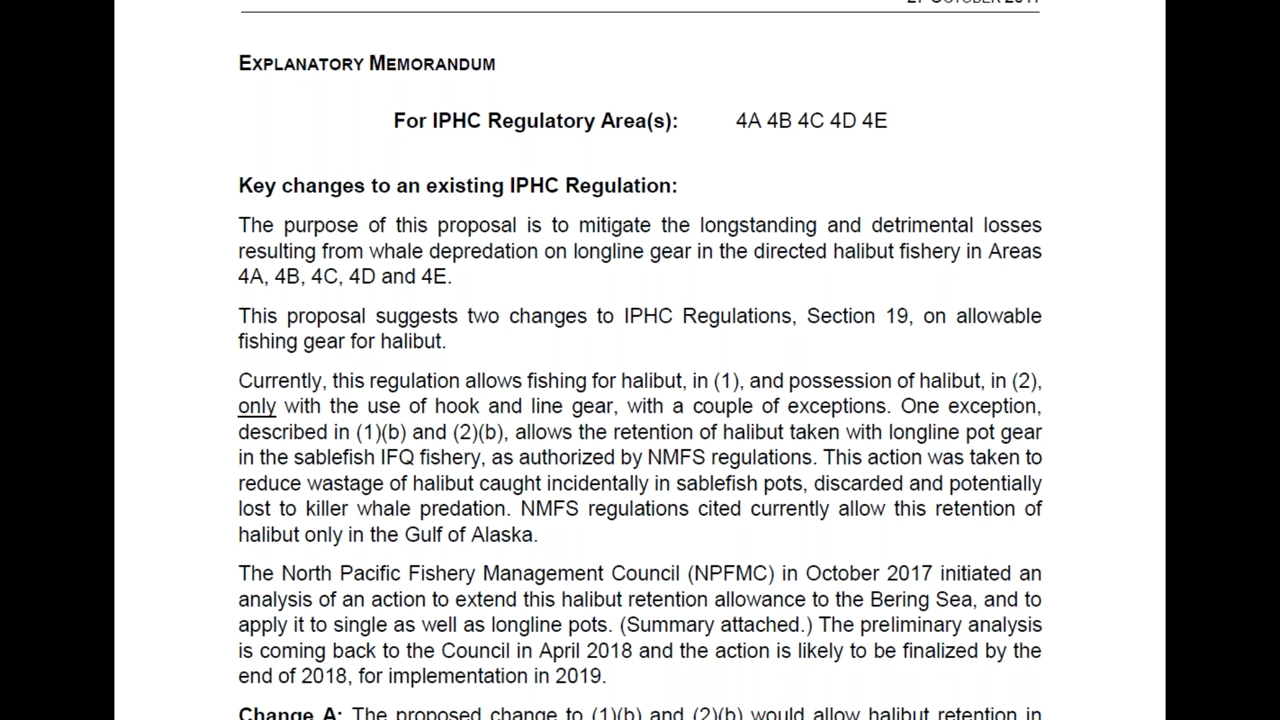 27 OCTOBER 2017
EXPLANATORY MEMORANDUM
For IPHC Regulatory Area(s): 4A 4B 4C 4D 4E
Key changes to an existing IPHC Regulation:
The purpose of this proposal is to mitigate the longstanding and detrimental losses
resulting from whale depredation on longline gear in the directed halibut fishery in Areas
4A, 4B, 4C, 4D and 4E.
This proposal suggests two changes to IPHC Regulations, Section 19, on allowable
fishing gear for halibut.
Currently, this regulation allows fishing for halibut, in (1), and possession of halibut, in (2),
only with the use of hook and line gear, with a couple of exceptions. One exception,
described in (1)(b) and (2)(b), allows the retention of halibut taken with longline pot gear
in the sablefish IFQ fishery, as authorized by NMFS regulations. This action was taken to
reduce wastage of halibut caught incidentally in sablefish pots, discarded and potentially
lost to killer whale predation. NMFS regulations cited currently allow this retention of
halibut only in the Gulf of Alaska.
The North Pacific Fishery Management Council (NPFMC) in October 2017 initiated an
analysis of an action to extend this halibut retention allowance to the Bering Sea, and to
apply it to single as well as longline pots. (Summary attached.) The preliminary analysis
is coming back to the Council in April 2018 and the action is likely to be finalized by the
end of 2018, for implementation in 2019.
Change A: The proposed change to (1)(b) and (2)(b) would allow halibut retention in